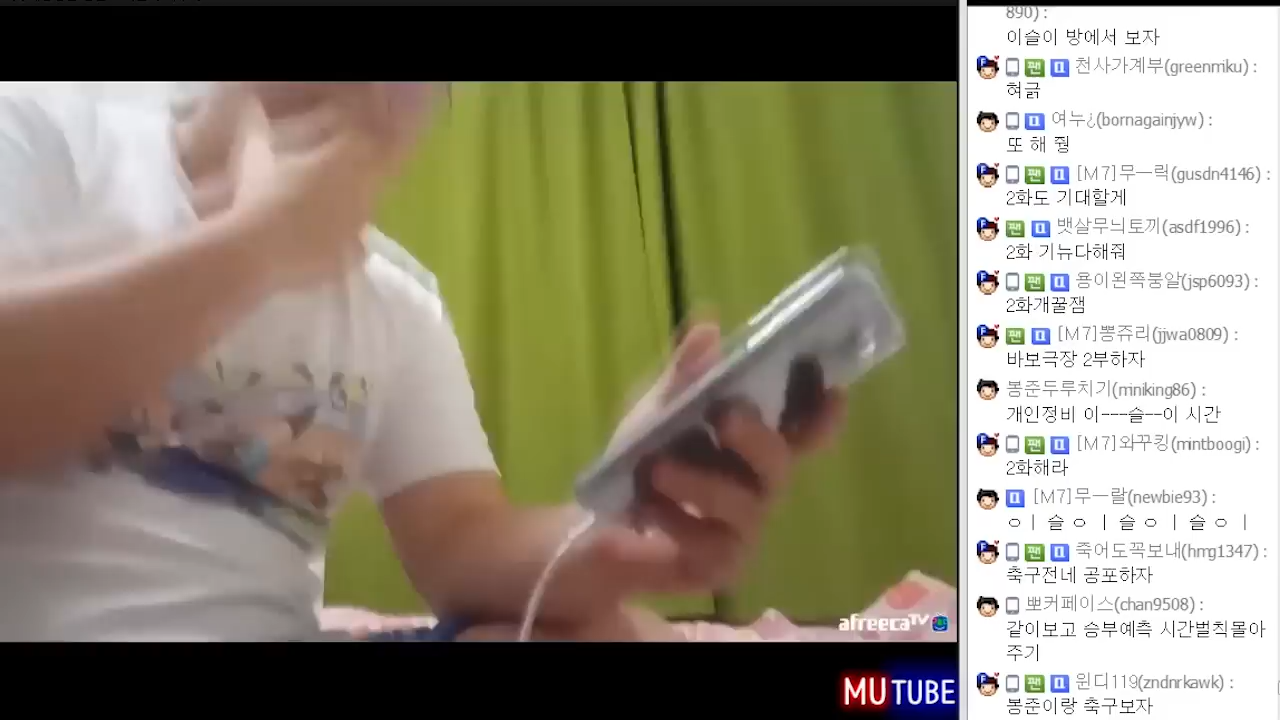 890) :
이슬이 방에서 보자
천사가계부(greenmiku) :
혀긁
여누¿(bornagainjyw) :
또 해 줭
[M7]무ㅡ릭(gusdn4146) :
2화도 기대할게
뱃살무늬토끼(asdf1996) :
2화 기뉴다해줘
용이왼쪽붕알(jsp6093) :
2화개꿀잼
[M7]뿅쥬리(jjwa0809) :
바보극장 2부하자
봉준두루치기(mniking86) :
개인정비 이---슬--이 시간
[M7]와꾸킹(mintboogi) :
2화해라
[M7]무ㅡ랄(newbie93) :
ㅇㅣ 슬 ㅇ ㅣ 슬 ㅇ ㅣ 슬 ㅇ ㅣ
죽어도꼭보내(hmg1347) :
축구전네 공포하자
뽀커페이스(chan9508) :
같이보고 승부예측 시간벌칙몰아
주기
윈디119(zndnrkawk) :
봉준이랑 축구보자
afreecaTV
MUTUBE